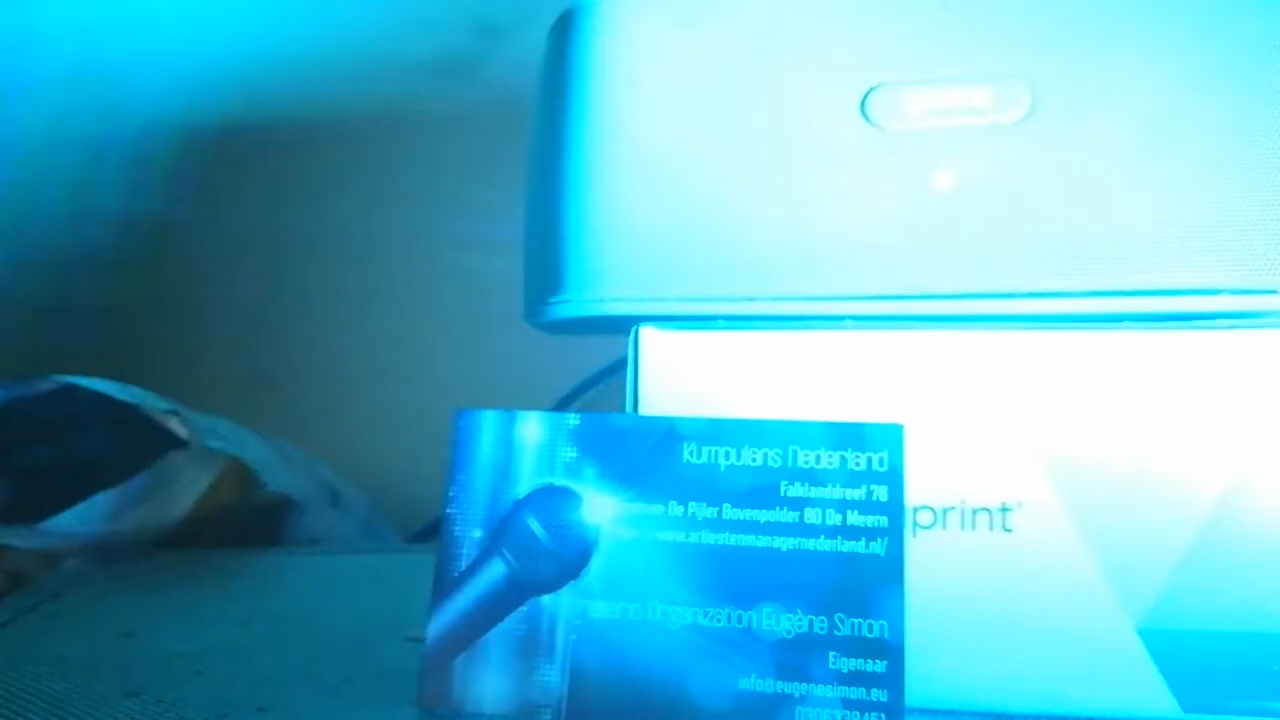 Kumpulans Nederland
Falklanddreef 70
De Pijler Bovenpolder 80 De Meern
www.artiestenmanagernederland.nl/
print
Organization Eugène Simon
Eigenaar
info@eugenesimon.eu